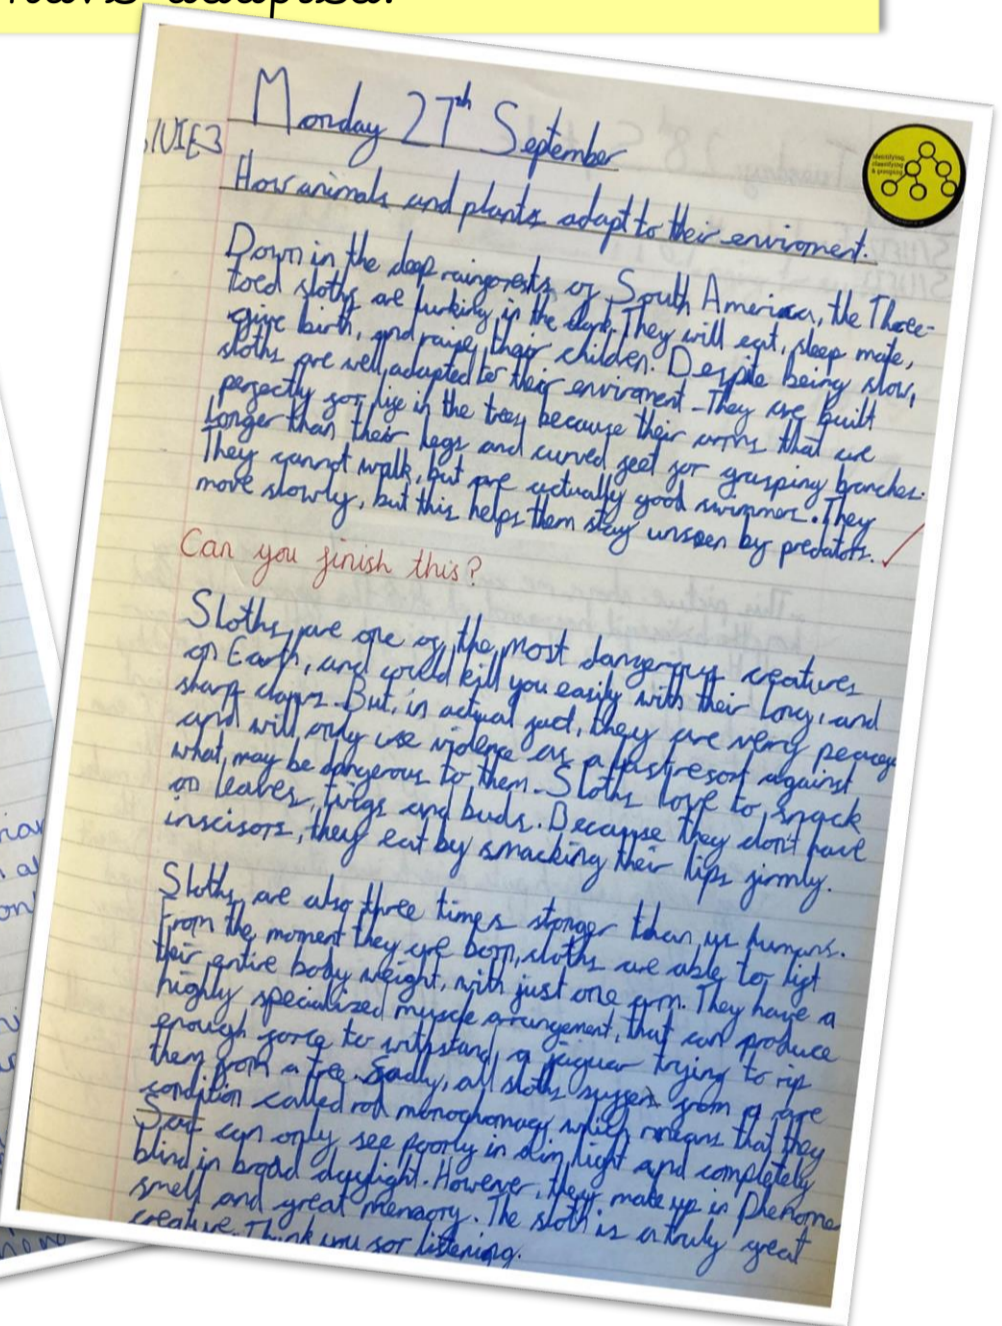 Monday 27th September
How animals and plants adapt to their enviroment.
identifying, classifying & grouping
Down in the deep rainforests of South America, the Three-
toed sloths are lurking in the dark. They will eat, sleep mate,
give birth, and raise their children. Despite being slow,
sloths are well adapted to their enviroment. They are built
perfectly for life in the trees because their arms that are
longer than their legs and curved feet for grasping branches.
They cannot walk, but are actually good swimmers. They
move slowly, but this helps them stay unseen by predators.
Can you finish this?
Sloths are one of the most dangerous creatures
on Earth, and could kill you easily with their long, and
sharp claws. But, in actual fact, they are very peacef
and will only use violence as a last resort against
what may be dangerous to them. Sloths love to snack
on leaves, twigs and buds. Because they don't have
inscisors, they eat by smacking their lips firmly.
Sloths are also three times stronger than us humans.
From the moment they are born, sloths are able to lift
their entire body weight, with just one arm. They have a
highly specialized muscle arrangement, that can produce
enough force to withstand a jaguar trying to rip
them from a tree. Sadly, all sloths suffer from a rare
condition called rod monochomacy which means that they
can only see poorly in dim light and completely
blind in broad daylight. However, they make up in Phenome
smell and great memory. The sloth is a truly great
creature. Thank you for listening.